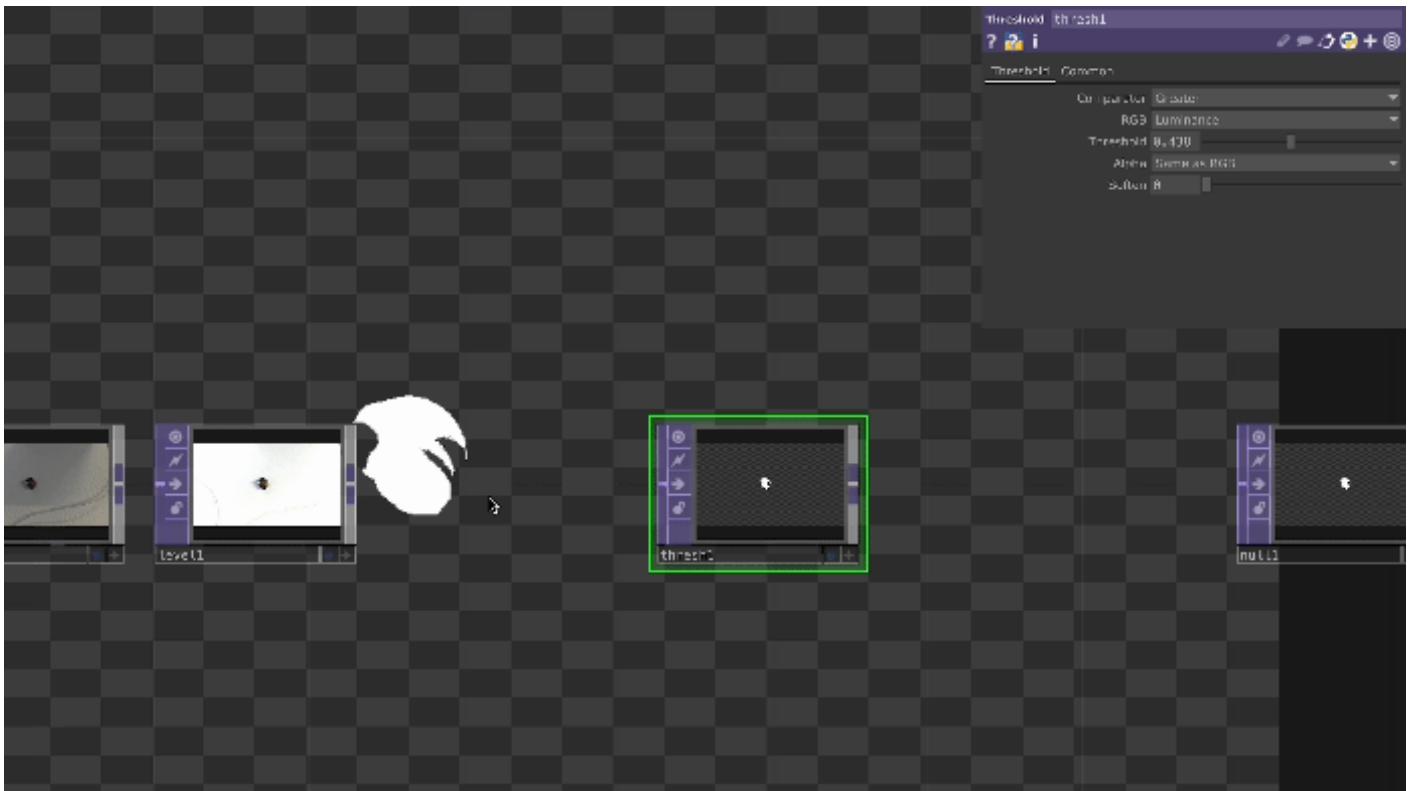 Threshold thresh1
? i
Threshold Common
Comparator Greater
RGB Luminance
Threshold 0.430
Alpha Same as RGB
Soften 0
level1
thresh1
null1